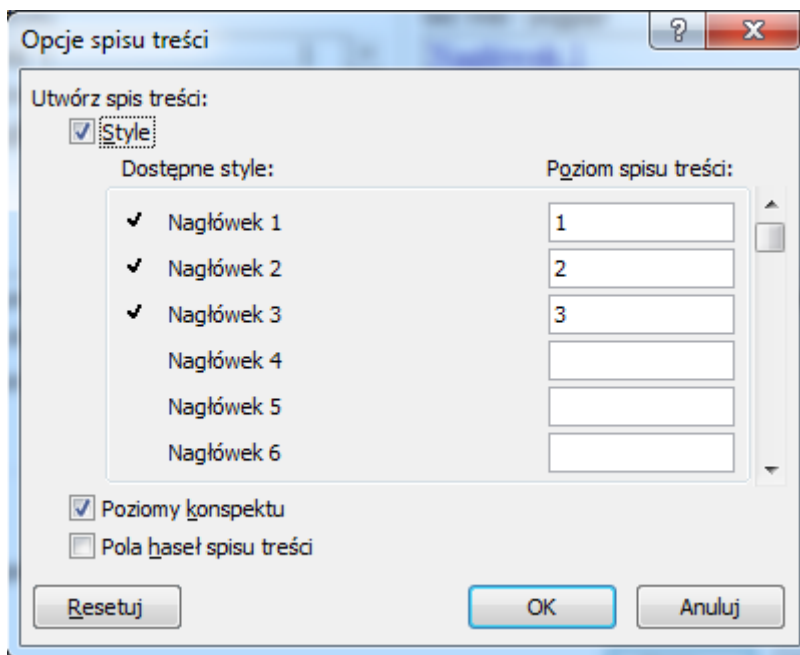 Opcje spisu treści
Utwórz spis treści:
Style
Dostępne style: Poziom spisu treści:
Nagłówek 1 1
Nagłówek 2 2
Nagłówek 3 3
Nagłówek 4
Nagłówek 5
Nagłówek 6
Poziomy konspektu
Pola haseł spisu treści
Resetuj OK Anuluj